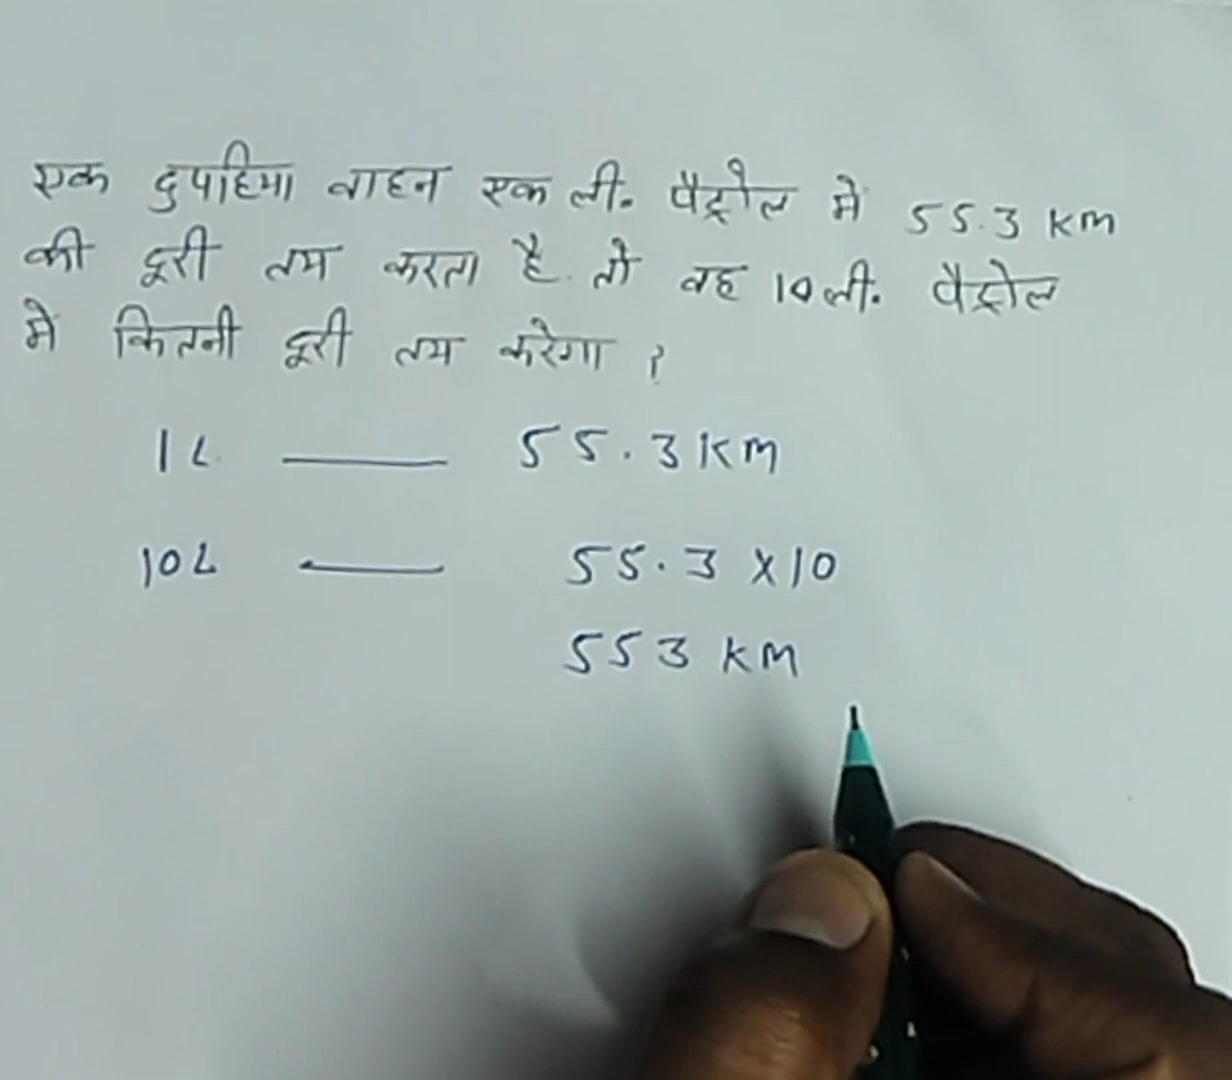 एक दुपहिया वाहन एक ली. पैट्रोल में 55.3 KM
की दूरी तय करता है. तो वह 10 ली. पैट्रोल
में कितनी दूरी तय करेगा ?
1L — 55.3 KM
10L — 55.3 X 10
553 KM